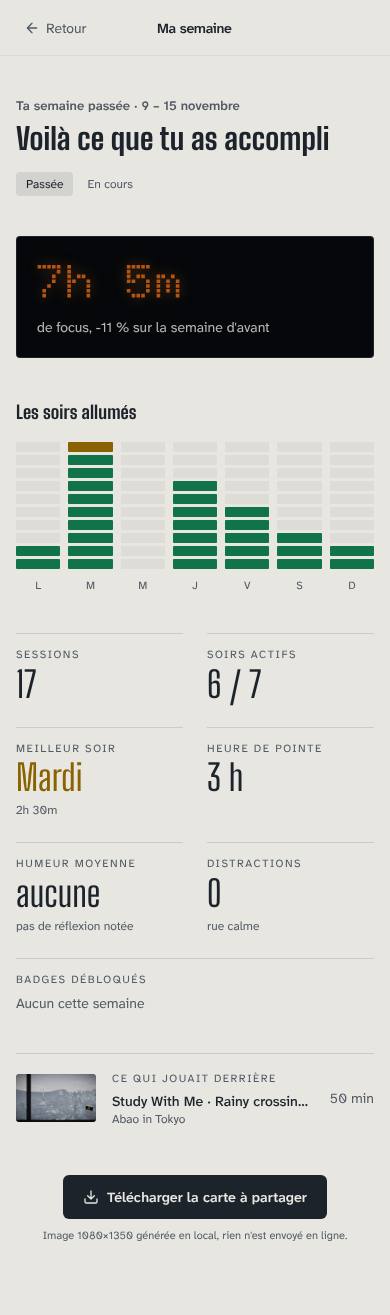 Retour
Ma semaine
Ta semaine passée · 9 – 15 novembre
Voilà ce que tu as accompli
Passée
En cours
7h 5m
de focus, -11 % sur la semaine d'avant
Les soirs allumés
L M M J V S D
SESSIONS
17
SOIRS ACTIFS
6 / 7
MEILLEUR SOIR
Mardi
2h 30m
HEURE DE POINTE
3 h
HUMEUR MOYENNE
aucune
pas de réflexion notée
DISTRACTIONS
0
rue calme
BADGES DÉBLOQUÉS
Aucun cette semaine
CE QUI JOUAIT DERRIÈRE
Study With Me · Rainy crossin...
Abao in Tokyo
50 min
Télécharger la carte à partager
Image 1080×1350 générée en local, rien n'est envoyé en ligne.